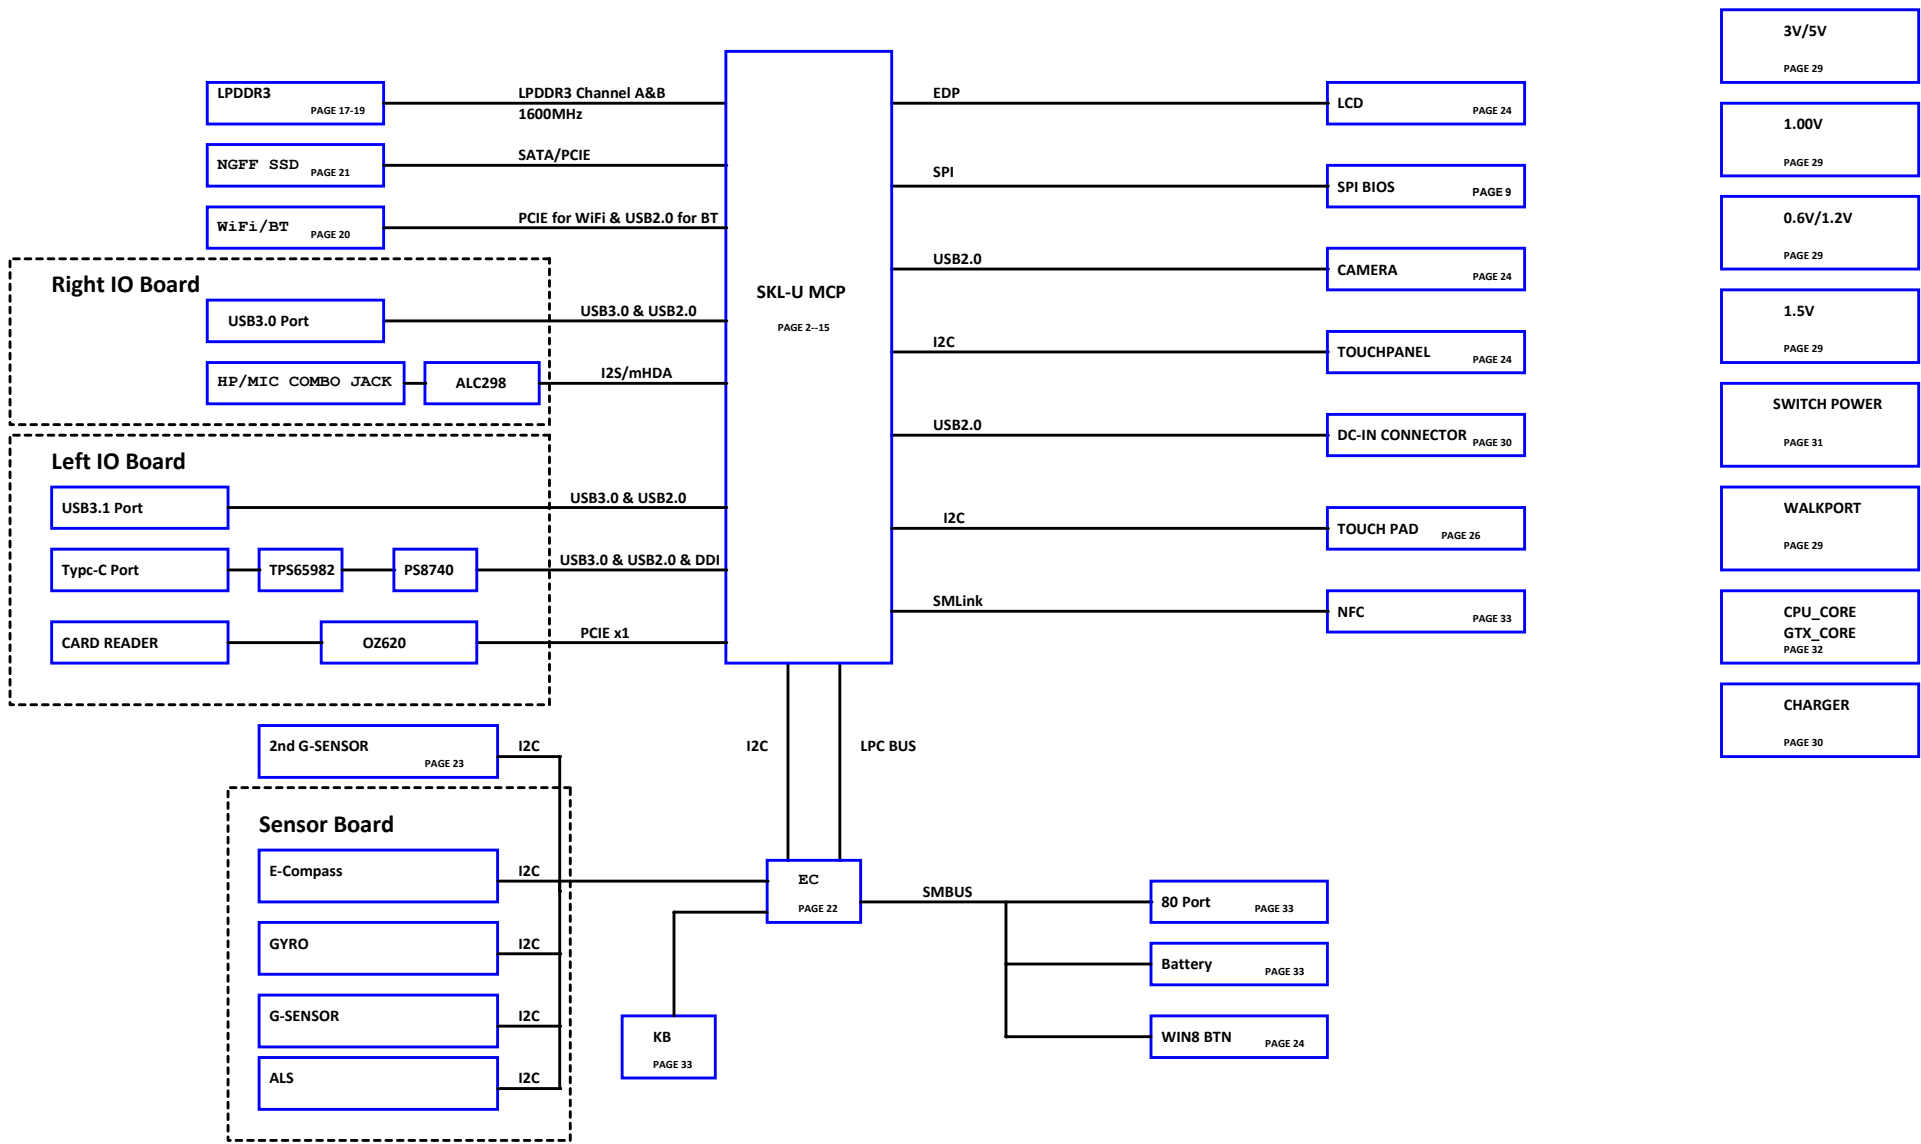 LPDDR3
PAGE 17-19
LPDDR3 Channel A&B
1600MHz
NGFF SSD PAGE 21
SATA/PCIE
WiFi/BT PAGE 20
PCIE for WiFi & USB2.0 for BT
Right IO Board
USB3.0 Port
USB3.0 & USB2.0
HP/MIC COMBO JACK
ALC298
I2S/mHDA
Left IO Board
USB3.1 Port
USB3.0 & USB2.0
Typc-C Port
TPS65982
PS8740
USB3.0 & USB2.0 & DDI
CARD READER
OZ620
PCIE x1
SKL-U MCP
PAGE 2--15
EDP
LCD PAGE 24
SPI
SPI BIOS PAGE 9
USB2.0
CAMERA PAGE 24
I2C
TOUCHPANEL PAGE 24
USB2.0
DC-IN CONNECTOR PAGE 30
I2C
TOUCH PAD PAGE 26
SMLink
NFC PAGE 33
I2C
LPC BUS
2nd G-SENSOR
PAGE 23
I2C
Sensor Board
E-Compass
I2C
GYRO
I2C
G-SENSOR
I2C
ALS
I2C
EC
PAGE 22
KB
PAGE 33
SMBUS
80 Port PAGE 33
Battery PAGE 33
WIN8 BTN PAGE 24
3V/5V
PAGE 29
1.00V
PAGE 29
0.6V/1.2V
PAGE 29
1.5V
PAGE 29
SWITCH POWER
PAGE 31
WALKPORT
PAGE 29
CPU_CORE
GTX_CORE
PAGE 32
CHARGER
PAGE 30